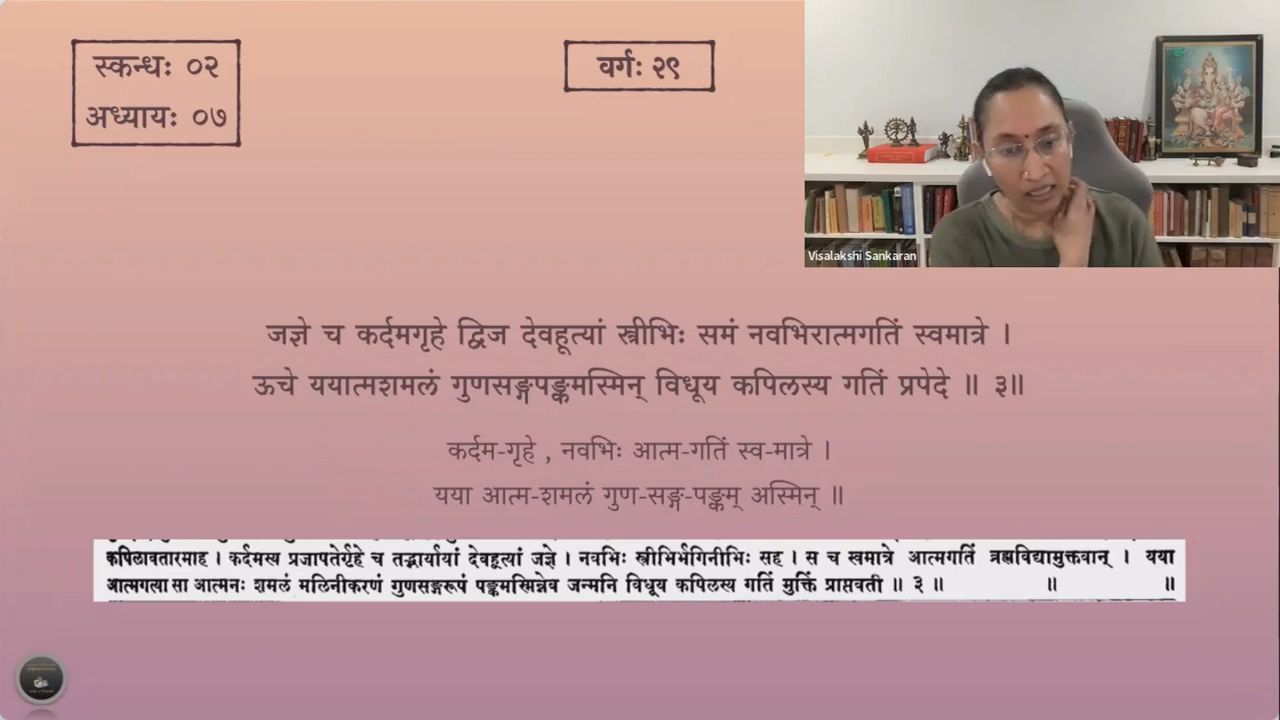 स्कन्धः ०२
अध्यायः ०७
वर्गः २९
Visalakshi Sankaran
जज्ञे च कर्दमगृहे द्विज देवहूत्यां स्त्रीभिः समं नवभिरात्मगतिं स्वमात्रे ।
ऊचे ययात्मशमलं गुणसङ्गपङ्कमस्मिन् विधूय कपिलस्य गतिं प्रपेदे ॥ ३॥
कर्दम-गृहे , नवभिः आत्म-गतिं स्व-मात्रे ।
यया आत्म-शमलं गुण-सङ्ग-पङ्कम् अस्मिन् ॥
कपिलावतारमाह । कर्दमस्य प्रजापतेर्गृहे च तद्भार्यायां देवहूत्यां जज्ञे । नवभिः स्त्रीभिर्भगिनीभिः सह । स च स्वमात्रे आत्मगतिं ब्रह्मविद्यामुक्तवान् । यया
आत्मगत्या सा आत्मनः शमलं मलिनीकरणं गुणसङ्गरूपं पङ्कमस्मिन्नेव जन्मनि विधूय कपिलस्य गतिं मुक्तिं प्राप्तवती ॥ ३ ॥ ॥ ॥